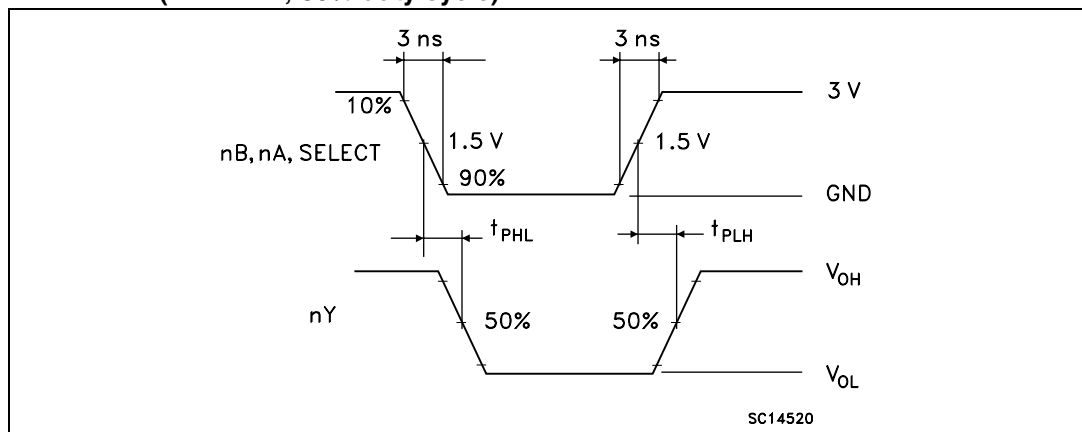 3 ns 3 ns
10% 3 V
nB, nA, SELECT 1.5 V 1.5 V
90%
GND
tPHL tPLH
VOH
nY 50% 50%
VOL
SC14520